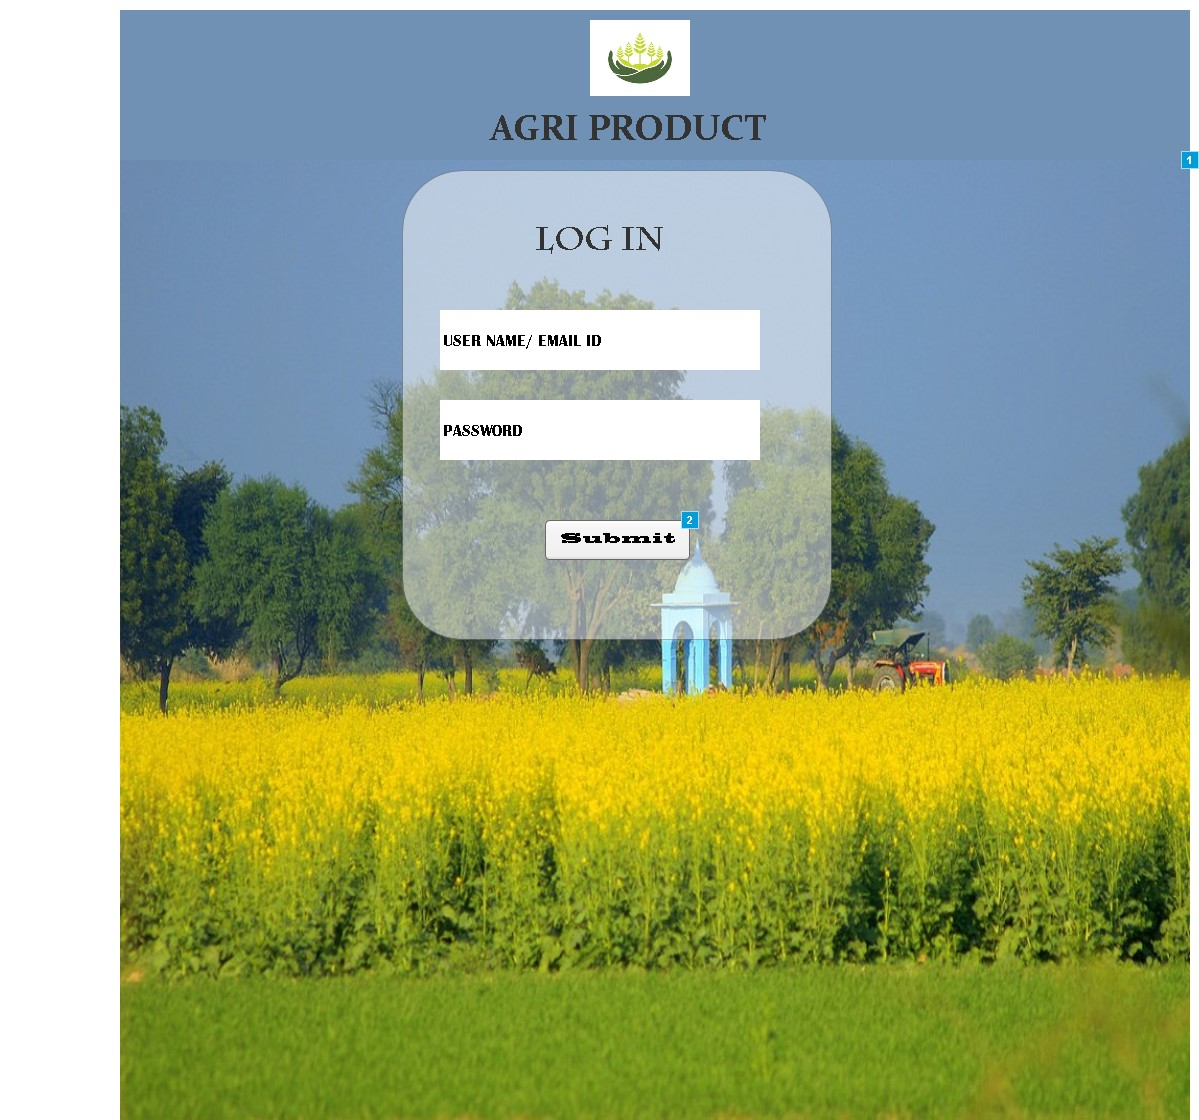 AGRI PRODUCT
1
LOG IN
USER NAME/ EMAIL ID
PASSWORD
2
Submit